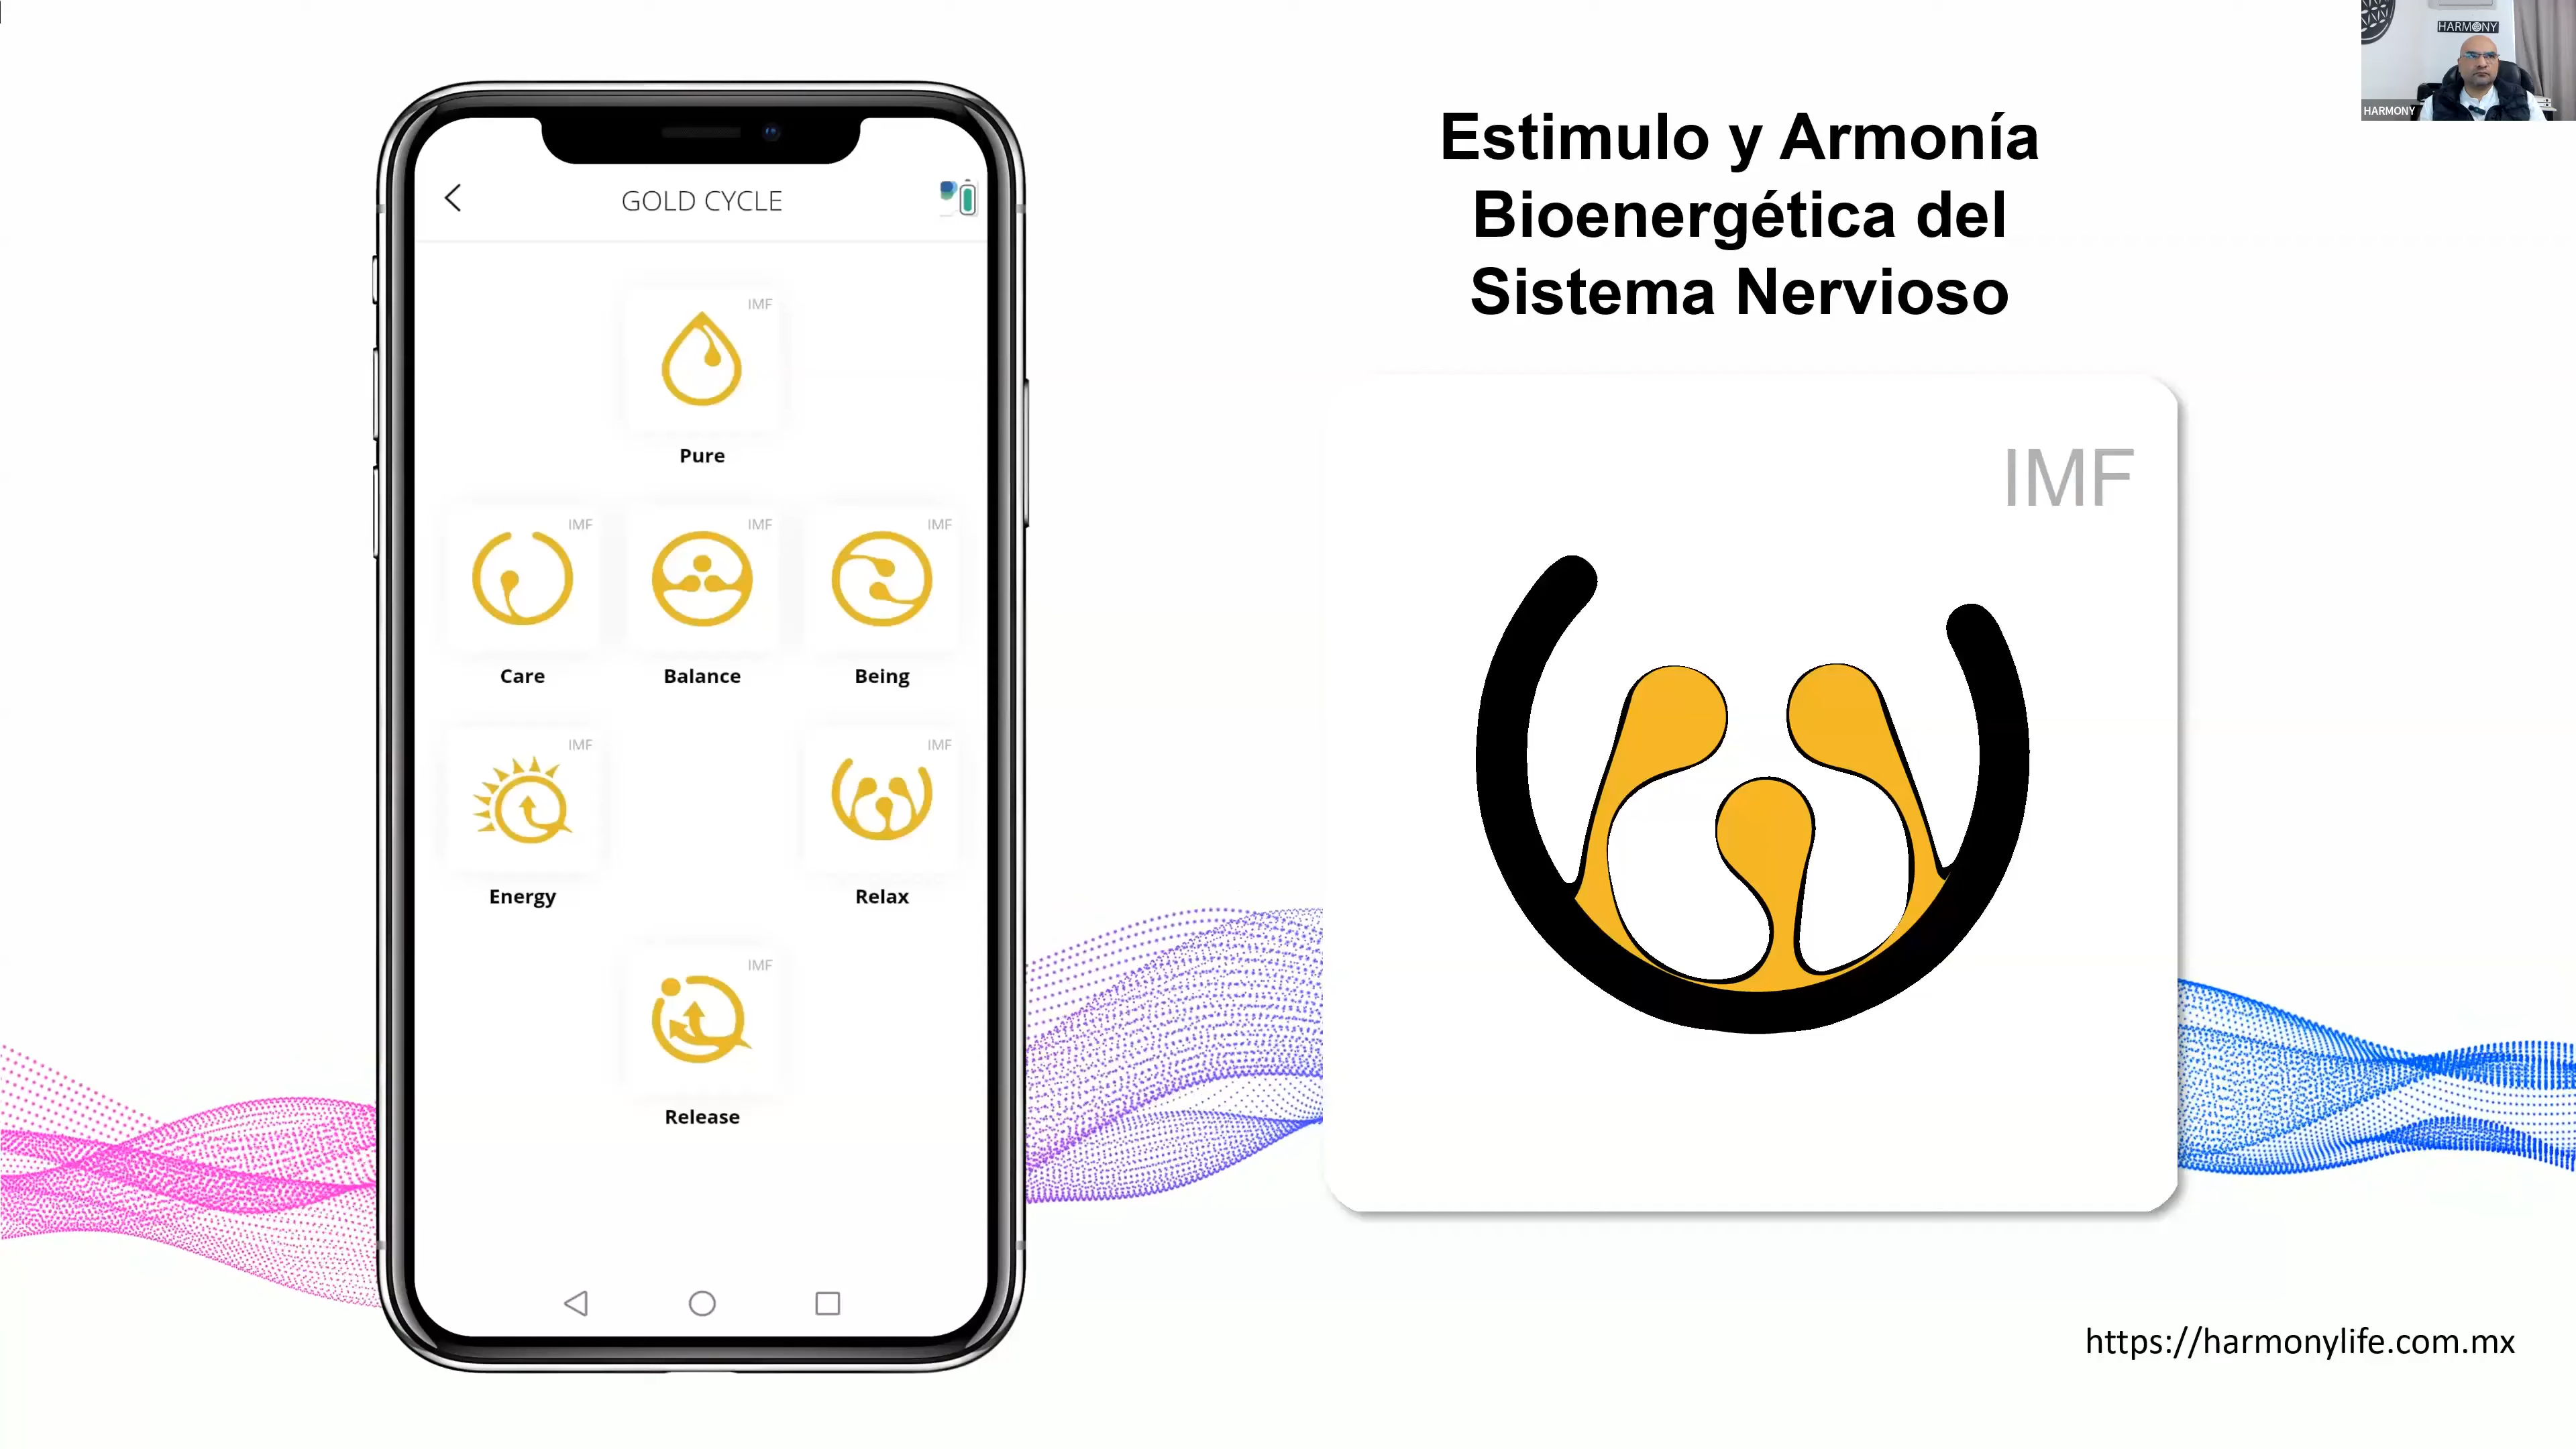 HARMONY
HARMONY
Estimulo y Armonía
Bioenergética del
Sistema Nervioso
GOLD CYCLE
IMF
Pure
IMF
IMF
IMF
Care
Balance
Being
IMF
IMF
Energy
Relax
IMF
Release
IMF
https://harmonylife.com.mx